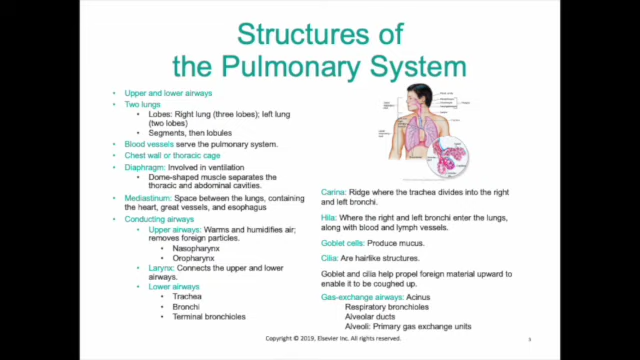 Structures of
the Pulmonary System
• Upper and lower airways
• Two lungs
• Lobes: Right lung (three lobes); left lung
(two lobes)
• Segments, then lobules
• Blood vessels serve the pulmonary system.
• Chest wall or thoracic cage
• Diaphragm: Involved in ventilation
• Dome-shaped muscle separates the
thoracic and abdominal cavities.
• Mediastinum: Space between the lungs, containing
the heart, great vessels, and esophagus
• Conducting airways
• Upper airways: Warms and humidifies air;
removes foreign particles.
• Nasopharynx
• Oropharynx
• Larynx: Connects the upper and lower
airways.
• Lower airways
• Trachea
• Bronchi
• Terminal bronchioles
Carina: Ridge where the trachea divides into the right
and left bronchi.
Hila: Where the right and left bronchi enter the lungs,
along with blood and lymph vessels.
Goblet cells: Produce mucus.
Cilia: Are hairlike structures.
Goblet and cilia help propel foreign material upward to
enable it to be coughed up.
Gas-exchange airways: Acinus
Respiratory bronchioles
Alveolar ducts
Alveoli: Primary gas exchange units
Copyright © 2019, Elsevier Inc. All rights reserved.
3